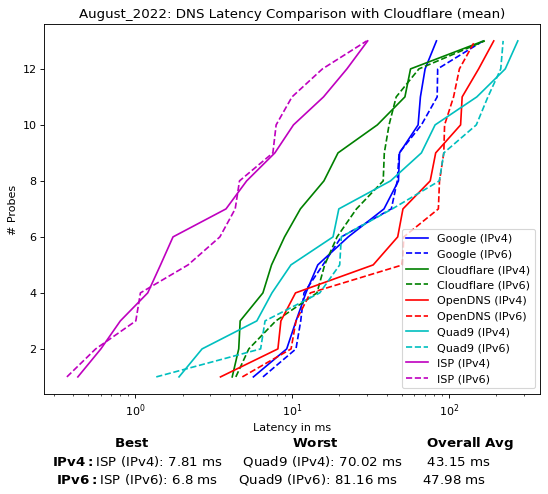 August_2022: DNS Latency Comparison with Cloudflare (mean)
12
10
8
6
4
2
# Probes
Google (IPv4)
Google (IPv6)
Cloudflare (IPv4)
Cloudflare (IPv6)
OpenDNS (IPv4)
OpenDNS (IPv6)
Quad9 (IPv4)
Quad9 (IPv6)
ISP (IPv4)
ISP (IPv6)
10⁰ 10¹ 10²
Latency in ms
Best Worst Overall Avg
IPv4: ISP (IPv4): 7.81 ms Quad9 (IPv4): 70.02 ms 43.15 ms
IPv6: ISP (IPv6): 6.8 ms Quad9 (IPv6): 81.16 ms 47.98 ms